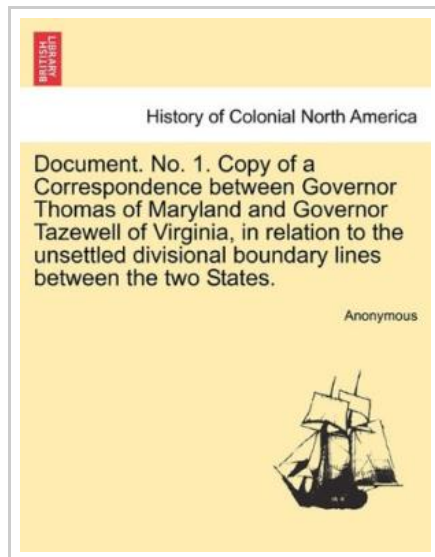 BRITISH
LIBRARY
History of Colonial North America
Document. No. 1. Copy of a
Correspondence between Governor
Thomas of Maryland and Governor
Tazewell of Virginia, in relation to the
unsettled divisional boundary lines
between the two States.
Anonymous